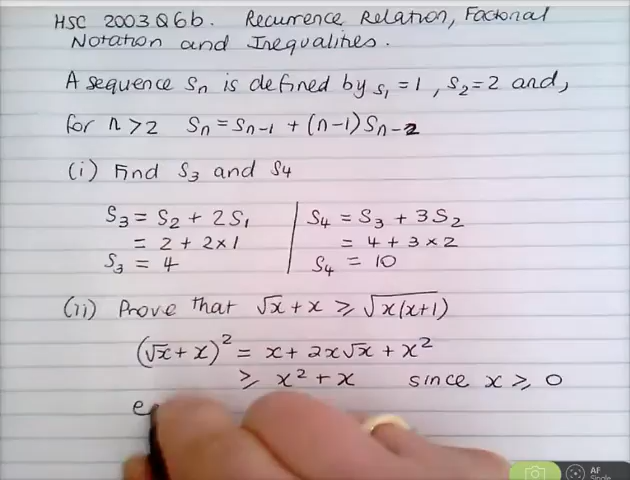 HSC 2003 Q6b. Recurrence Relation, Factorial
Notation and Inequalities.
A sequence Sn is defined by s₁ = 1, s₂ = 2 and,
for n > 2 Sn = Sn-1 + (n-1) Sn-2
(i) Find S₃ and S₄
S₃ = S₂ + 2S₁
= 2 + 2×1
S₃ = 4
S₄ = S₃ + 3S₂
= 4 + 3×2
S₄ = 10
(ii) Prove that √x + x ≥ √x(x+1)
(√x + x)² = x + 2x√x + x²
≥ x² + x since x ≥ 0
AF